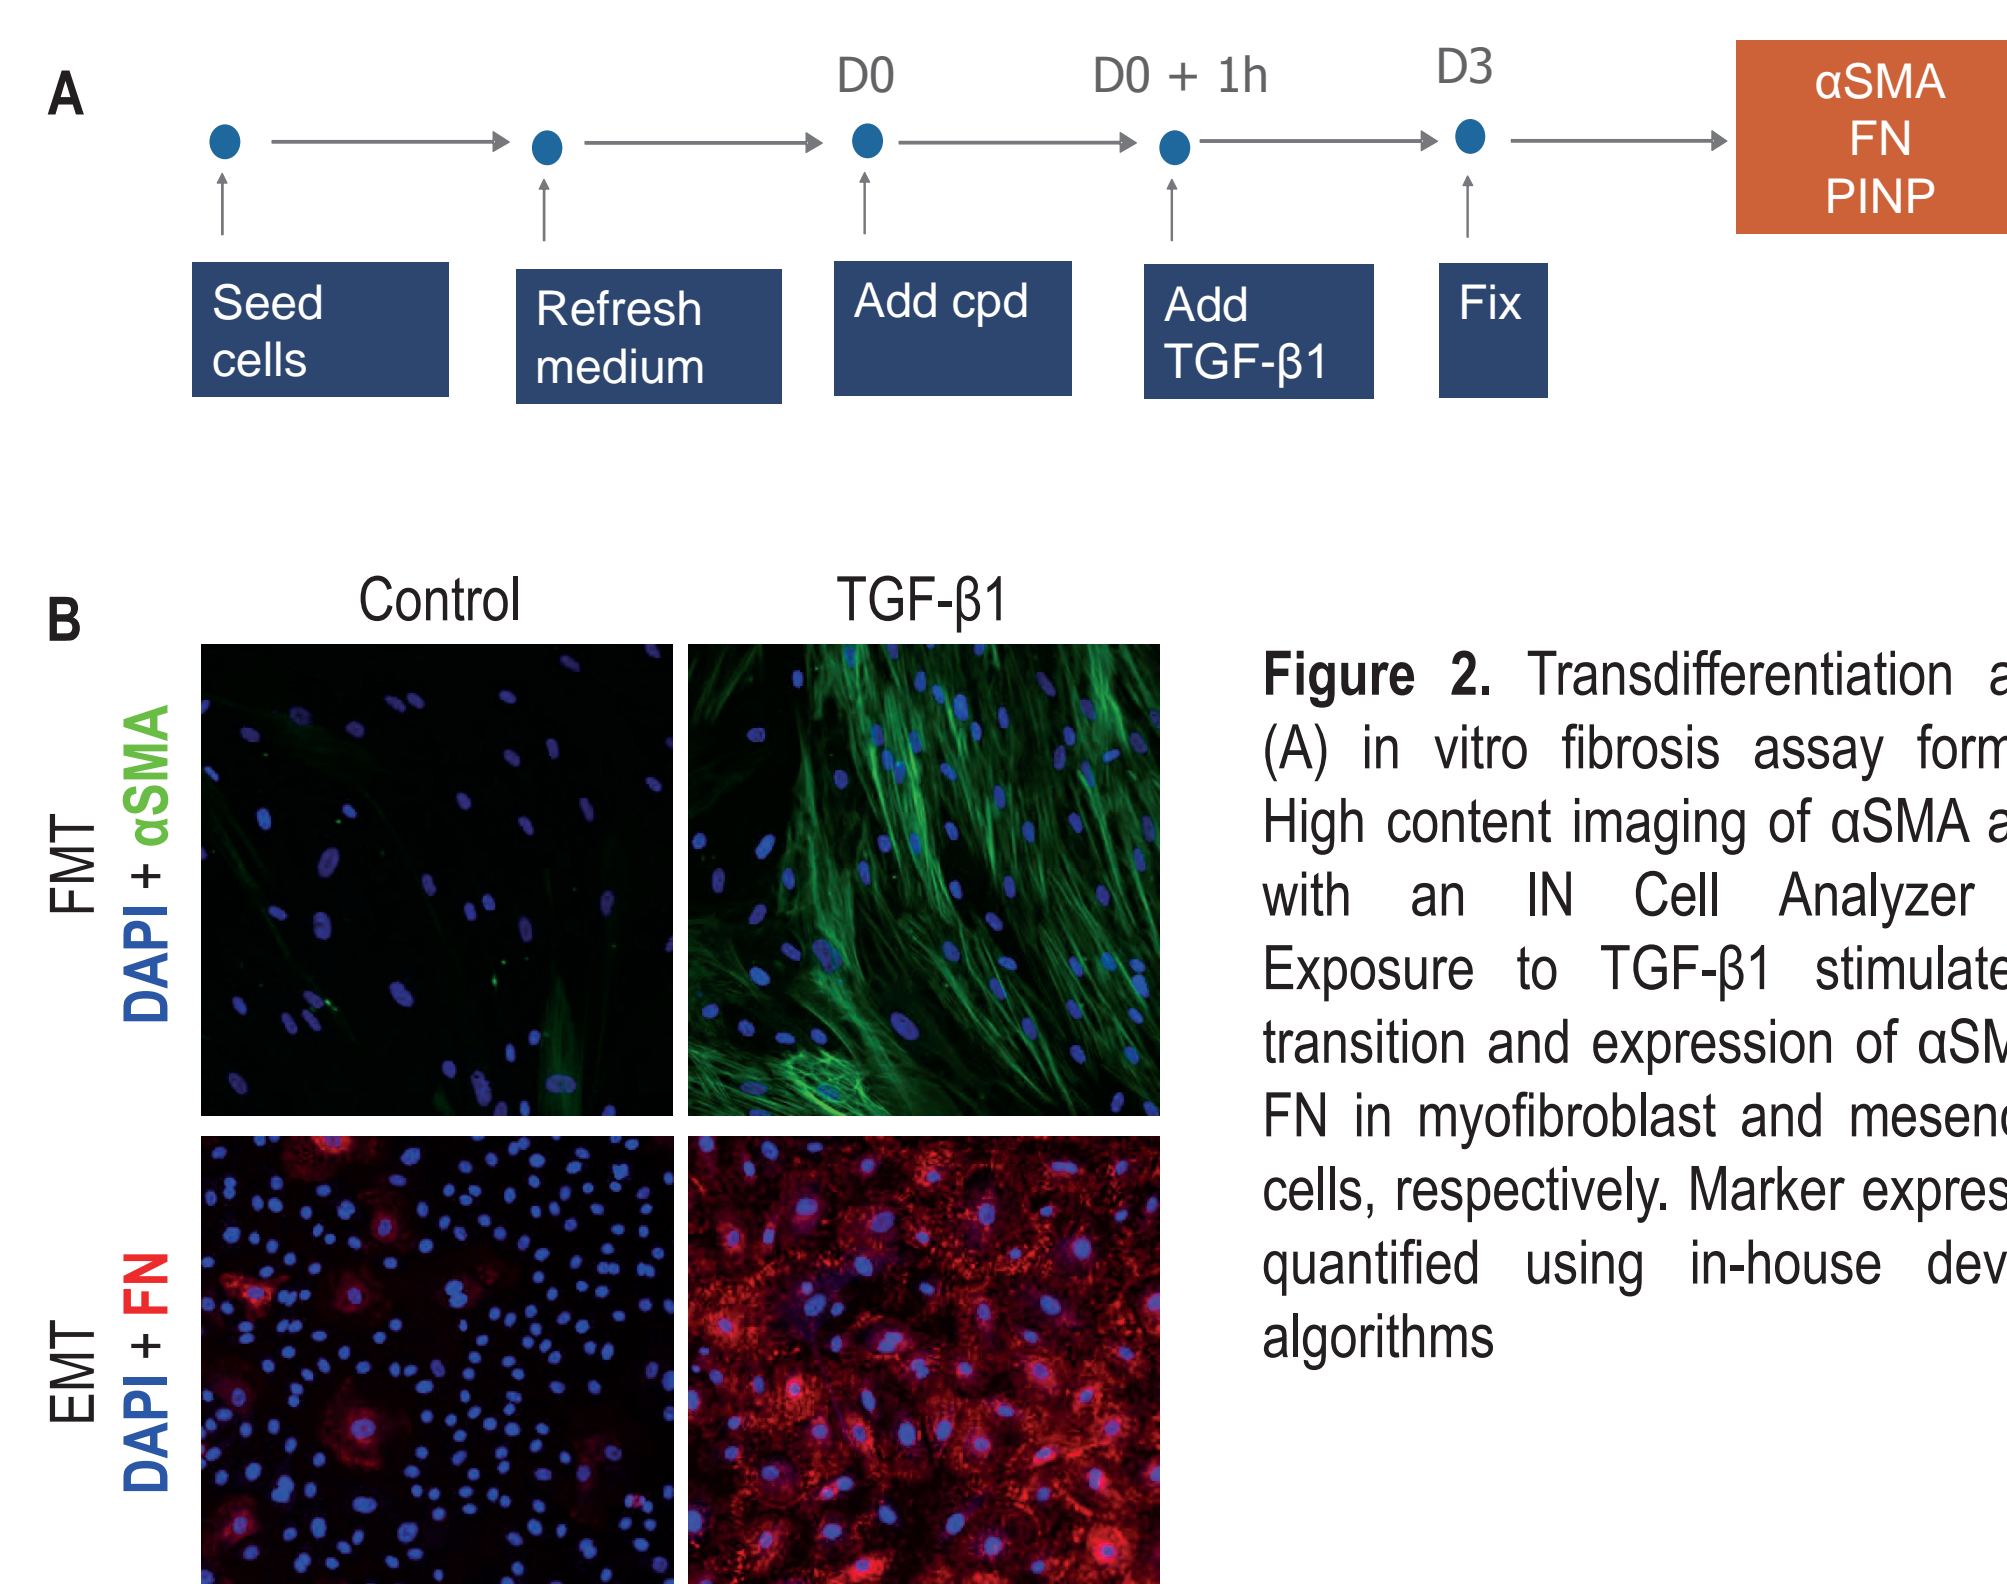 A
D0
D0 + 1h
D3
Seed
cells
Refresh
medium
Add cpd
Add
TGF-β1
Fix
αSMA
FN
PINP
B
Control
TGF-β1
FMT
DAPI + αSMA
EMT
DAPI + FN
Figure 2. Transdifferentiation
(A) in vitro fibrosis assay
High content imaging of αSMA
with an IN Cell Analyzer
Exposure to TGF-β1
transition and expression of
FN in myofibroblast and
cells, respectively. Marker
quantified using in-house
algorithms